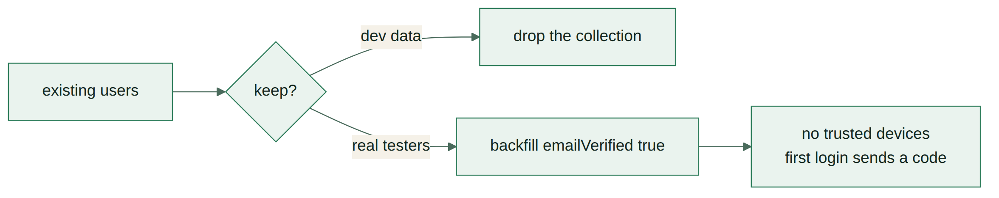 existing users
keep?
dev data
drop the collection
real testers
backfill emailVerified true
no trusted devices
first login sends a code